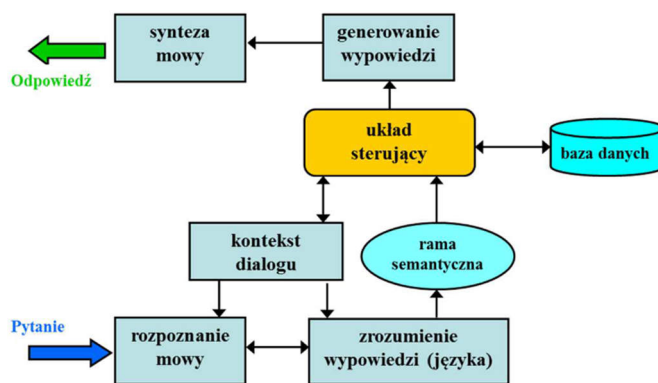 synteza
mowy
generowanie
wypowiedzi
Odpowiedź
układ
sterujący
baza danych
kontekst
dialogu
rama
semantyczna
Pytanie
rozpoznanie
mowy
zrozumienie
wypowiedzi (języka)